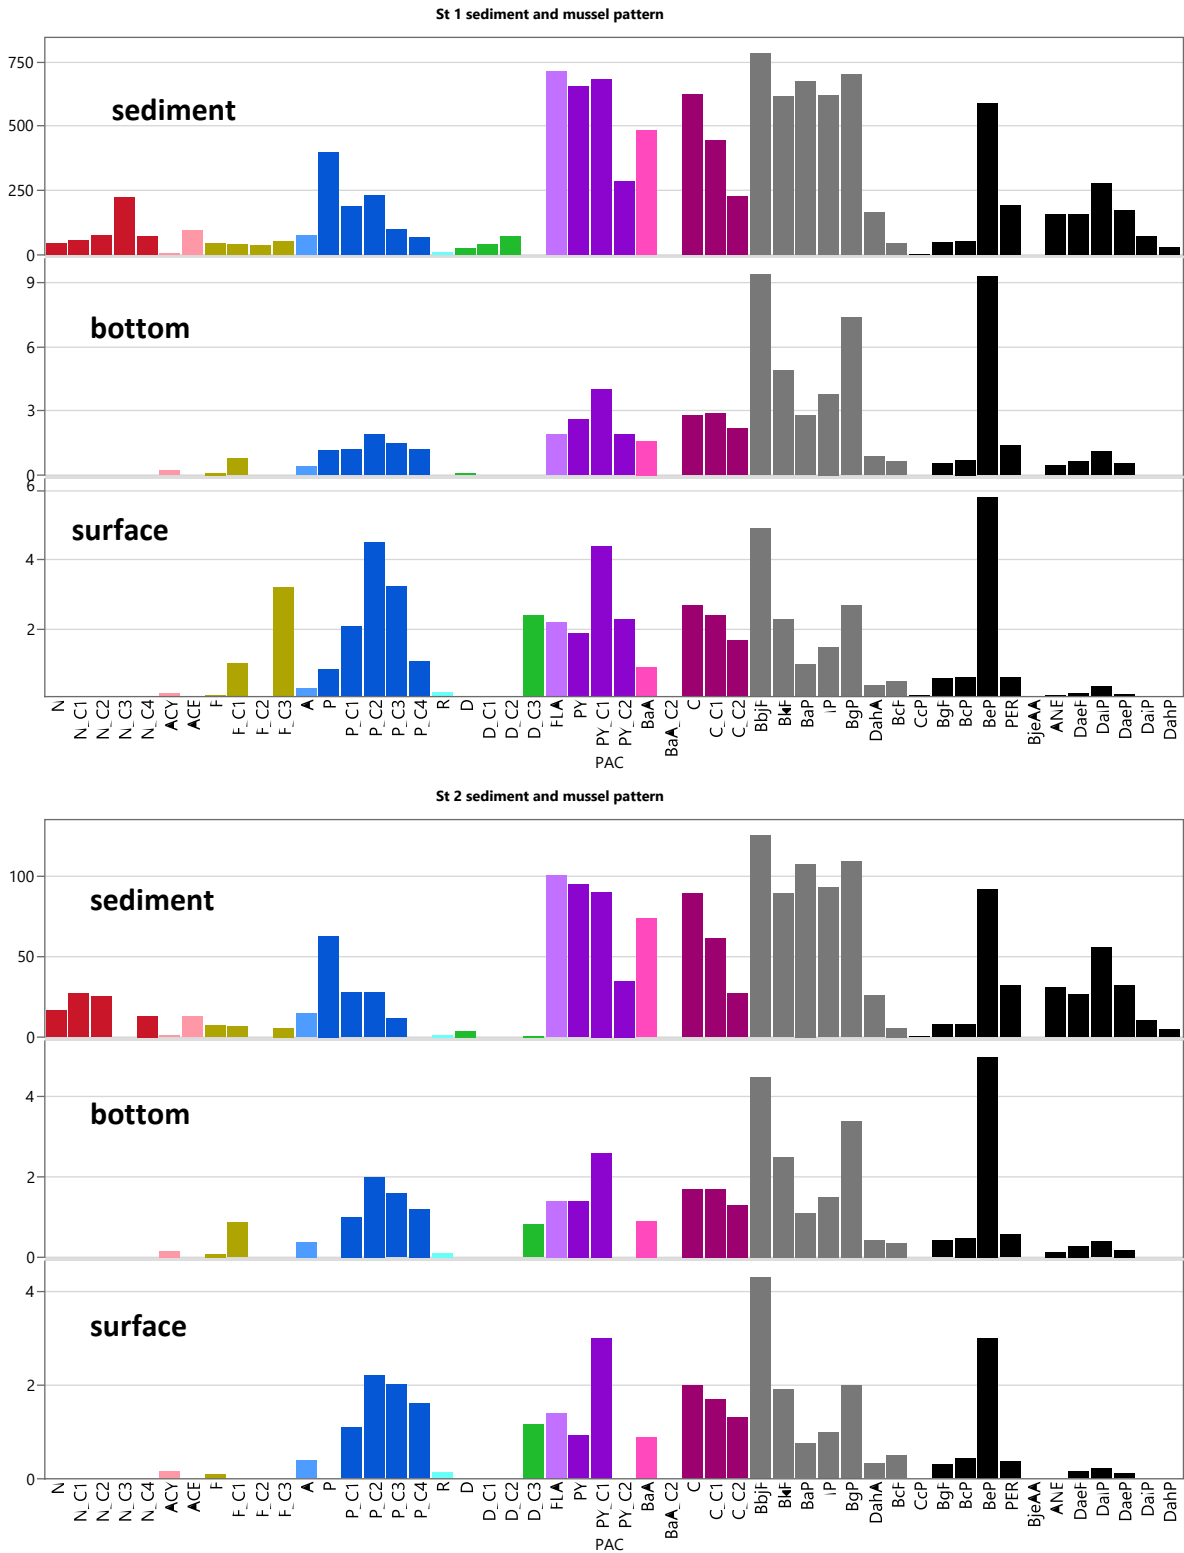 St 1 sediment and mussel pattern
750
sediment
500
250
0
9
bottom
6
3
0
6
surface
4
2
N N_C1 N_C2 N_C3 N_C4 ACY ACE F F_C1 F_C2 F_C3 A P P_C1 P_C2 P_C3 P_C4 R D D_C1 D_C2 D_C3 FLA PY PY_C1 PY_C2 BaA BaA_C2 C C_C1 C_C2 BbjF BkF BaP IP BgP DahA BcF CcP BgF BcP BeP PER BjeAA ANE DaeF DaiP DaeP DaiP DahP
PAC
St 2 sediment and mussel pattern
100
sediment
50
0
4
bottom
2
0
4
surface
2
0
N N_C1 N_C2 N_C3 N_C4 ACY ACE F F_C1 F_C2 F_C3 A P P_C1 P_C2 P_C3 P_C4 R D D_C1 D_C2 D_C3 FLA PY PY_C1 PY_C2 BaA BaA_C2 C C_C1 C_C2 BbjF BkF BaP IP BgP DahA BcF CcP BgF BcP BeP PER BjeAA ANE DaeF DaiP DaeP DaiP DahP
PAC